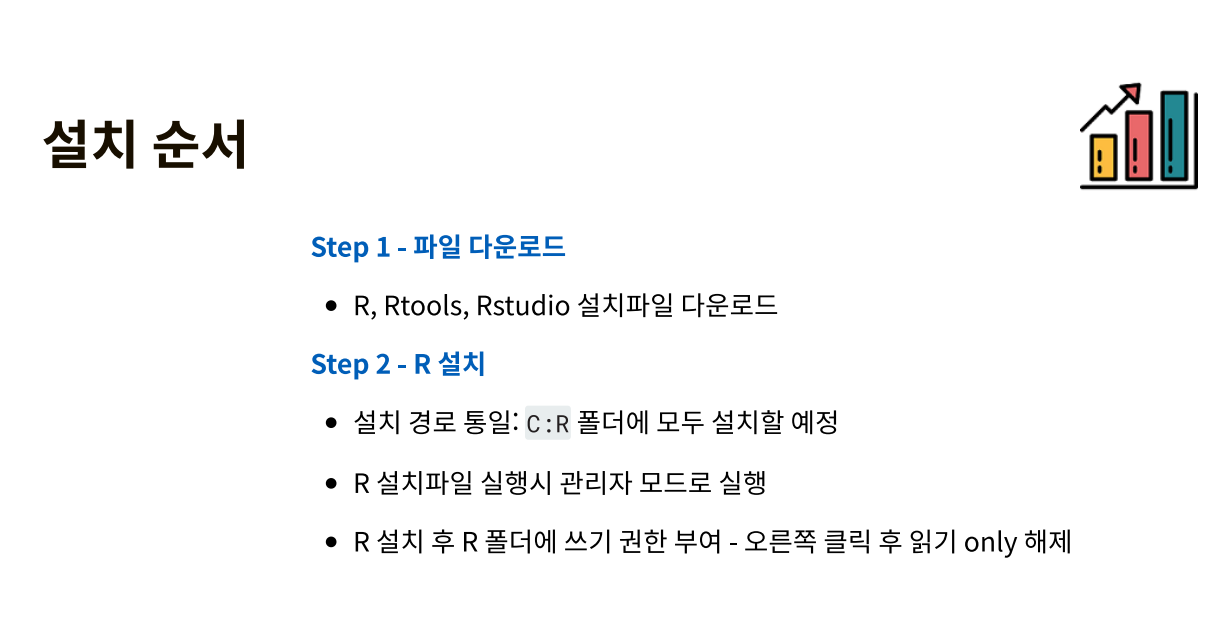 설치 순서
Step 1 - 파일 다운로드
R, Rtools, Rstudio 설치파일 다운로드
Step 2 - R 설치
설치 경로 통일: C:R 폴더에 모두 설치할 예정
R 설치파일 실행시 관리자 모드로 실행
R 설치 후 R 폴더에 쓰기 권한 부여 - 오른쪽 클릭 후 읽기 only 해제